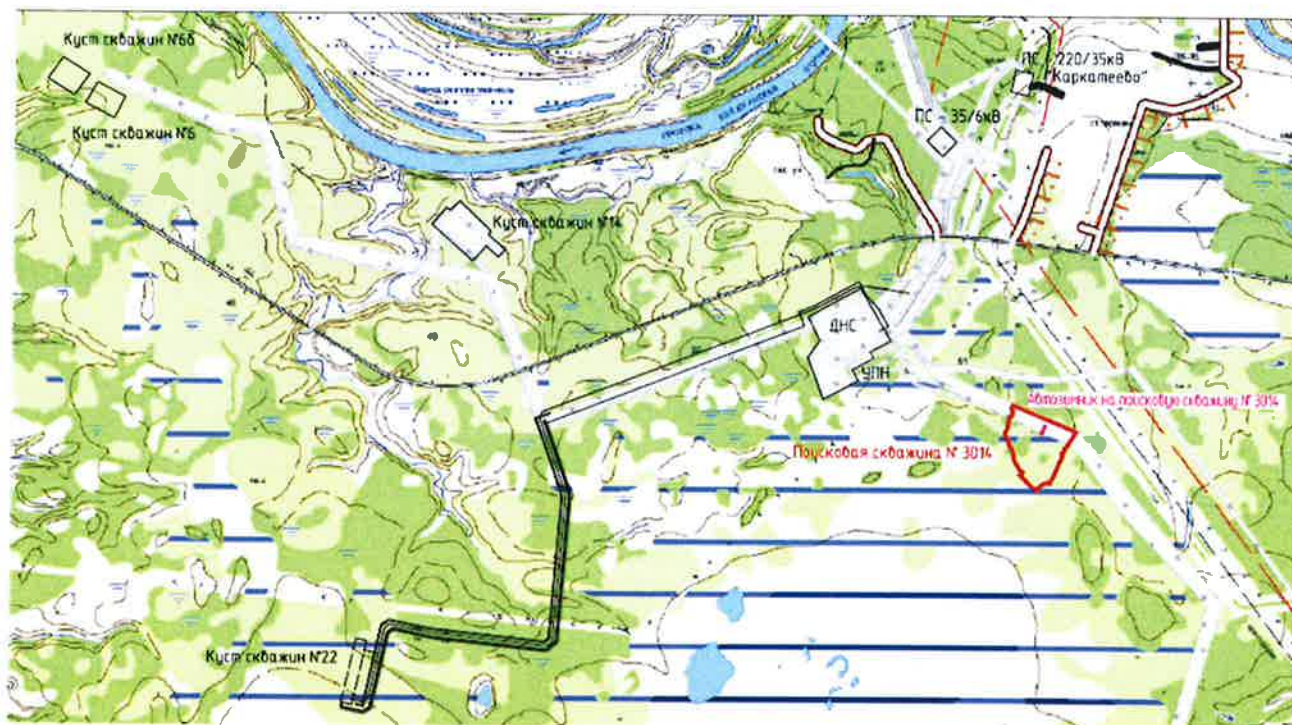 Куст скважин №6б
Куст скважин №6
ПС - 220/35кВ
"Каркатеево"
ПС - 35/6кВ
Куст скважин №14
ДНС
УПН
Автозимник на поисковую скважину № 3014
Поисковая скважина № 3014
Куст скважин №22